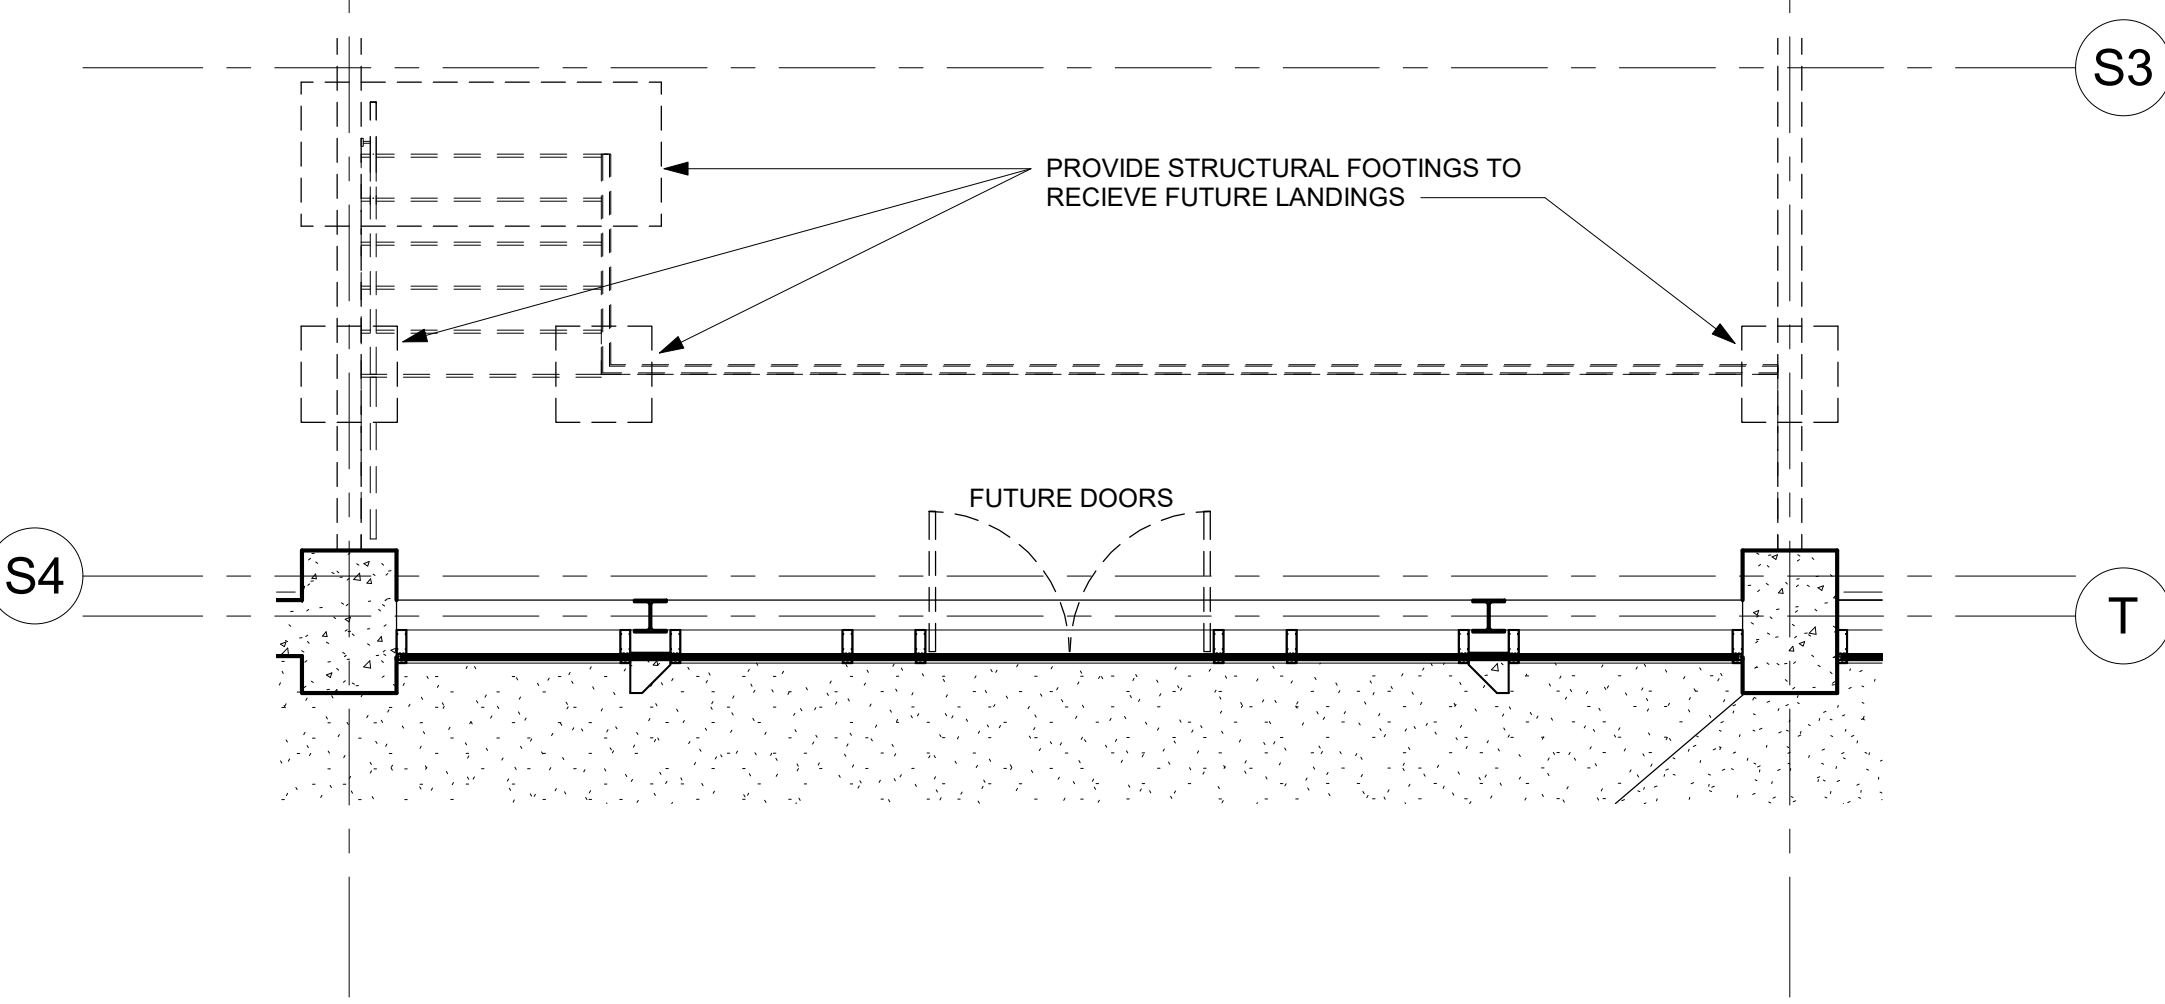 S3
PROVIDE STRUCTURAL FOOTINGS TO
RECIEVE FUTURE LANDINGS
FUTURE DOORS
S4
T